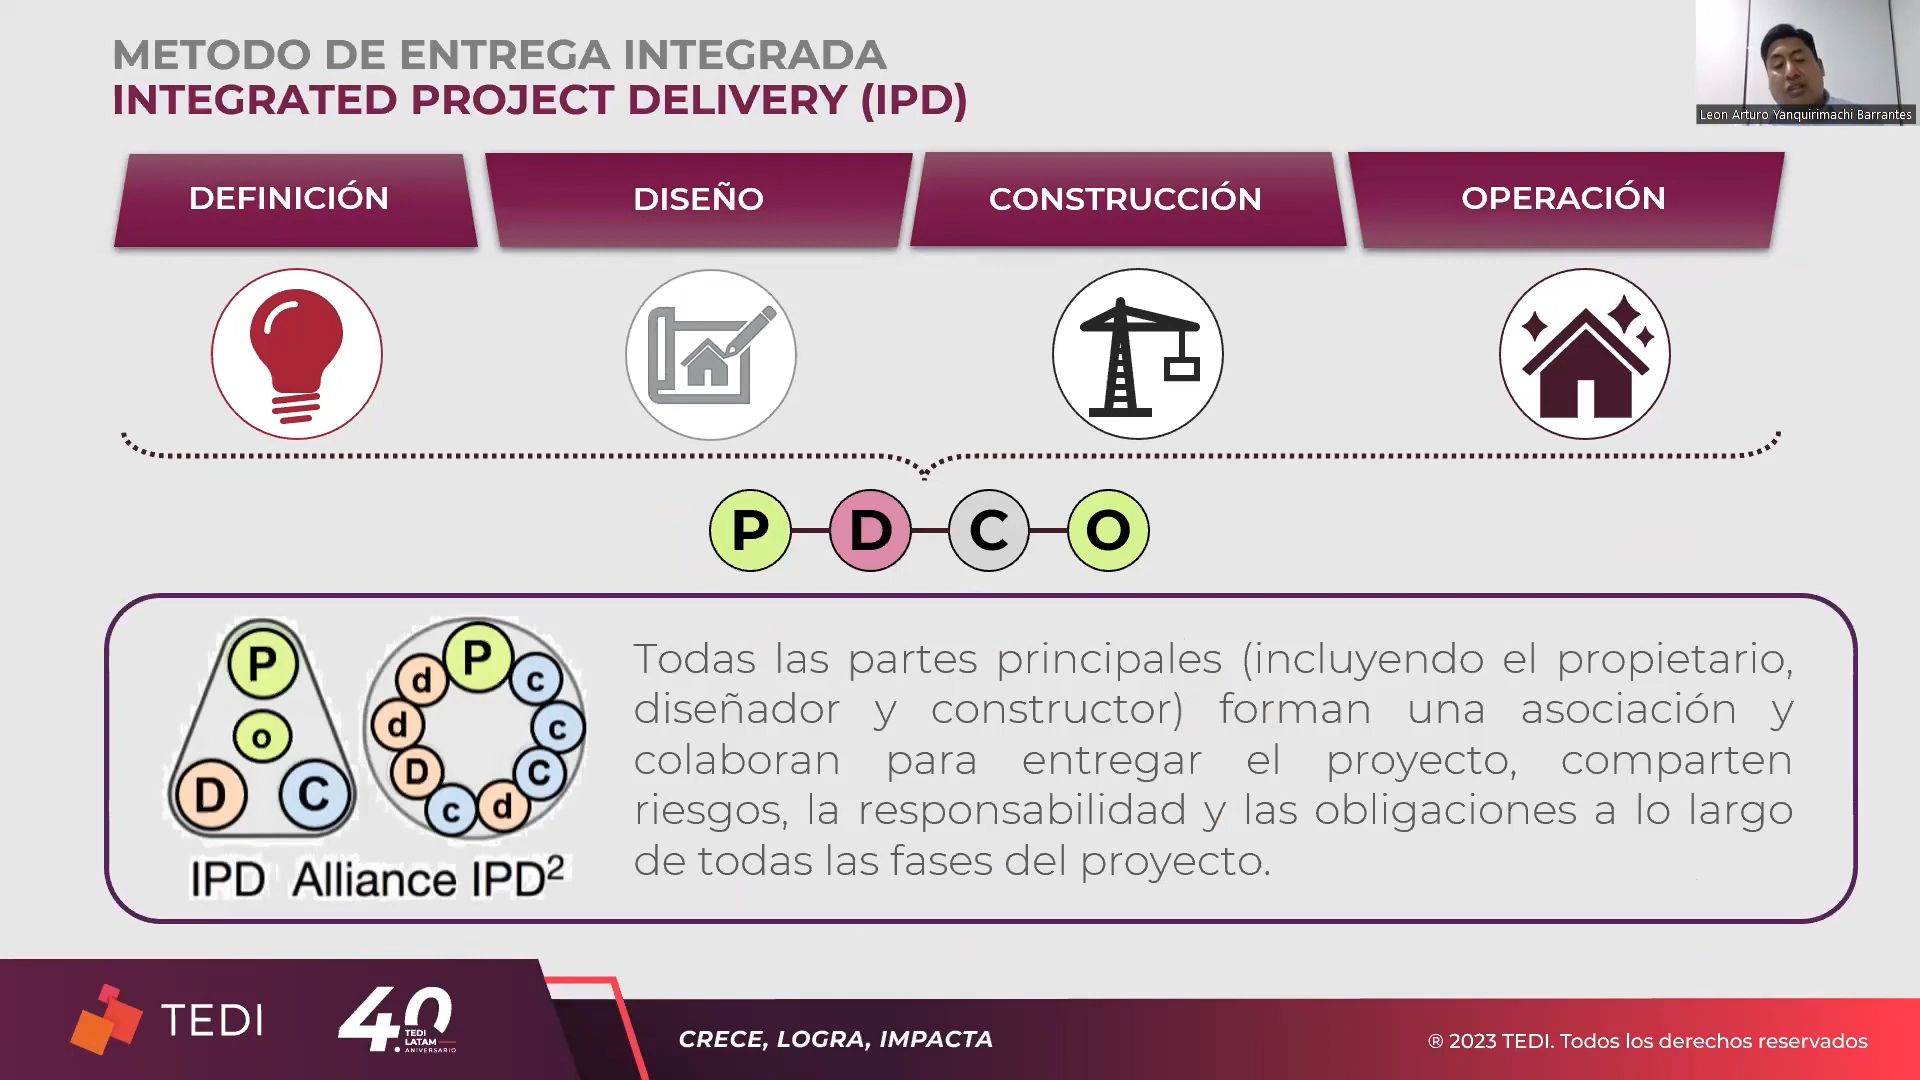 METODO DE ENTREGA INTEGRADA
INTEGRATED PROJECT DELIVERY (IPD)
Leon Arturo Yanquirimachi Barrantes
DEFINICIÓN
DISEÑO
CONSTRUCCIÓN
OPERACIÓN
P D C O
P
o
D C
P
d c
d c
D C
c d
IPD Alliance IPD²
Todas las partes principales (incluyendo el propietario,
diseñador y constructor) forman una asociación y
colaboran para entregar el proyecto, comparten
riesgos, la responsabilidad y las obligaciones a lo largo
de todas las fases del proyecto.
TEDI
4.0
TEDI
LATAM
ANIVERSARIO
CRECE, LOGRA, IMPACTA
® 2023 TEDI. Todos los derechos reservados